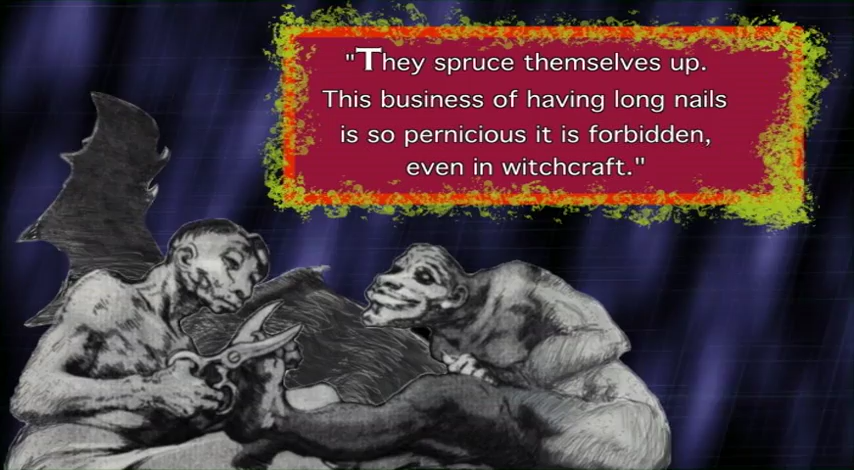 "They spruce themselves up.
This business of having long nails
is so pernicious it is forbidden,
even in witchcraft."